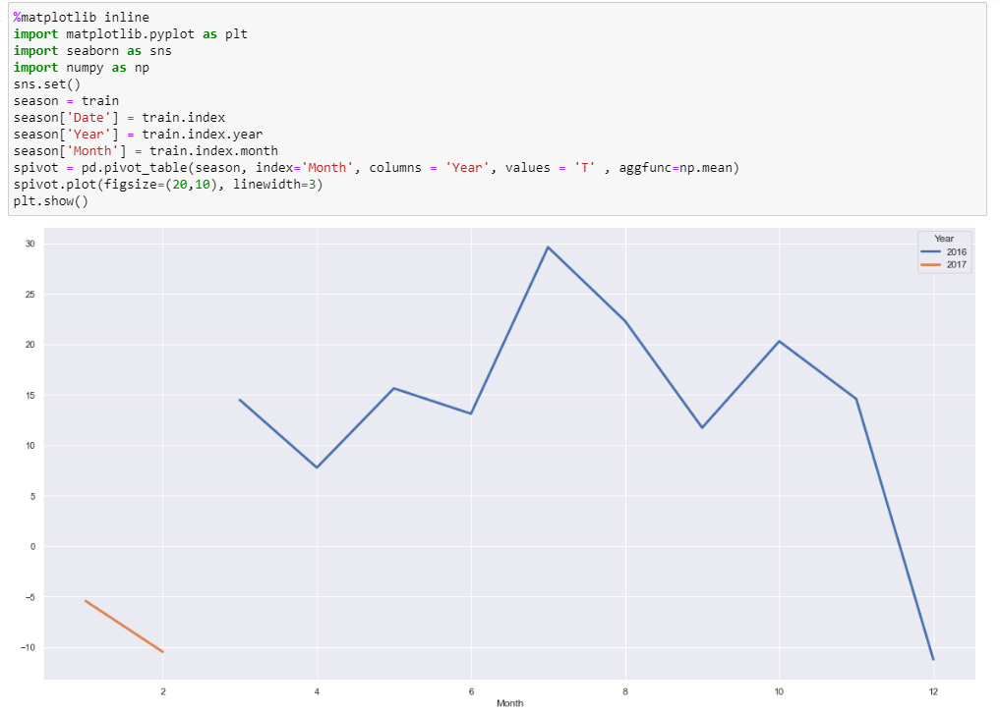 %matplotlib inline
import matplotlib.pyplot as plt
import seaborn as sns
import numpy as np
sns.set()
season = train
season['Date'] = train.index
season['Year'] = train.index.year
season['Month'] = train.index.month
spivot = pd.pivot_table(season, index='Month', columns = 'Year', values = 'T' , aggfunc=np.mean)
spivot.plot(figsize=(20,10), linewidth=3)
plt.show()
Year
2016
2017
30
25
20
15
10
5
0
−5
−10
2 4 6 8 10 12
Month